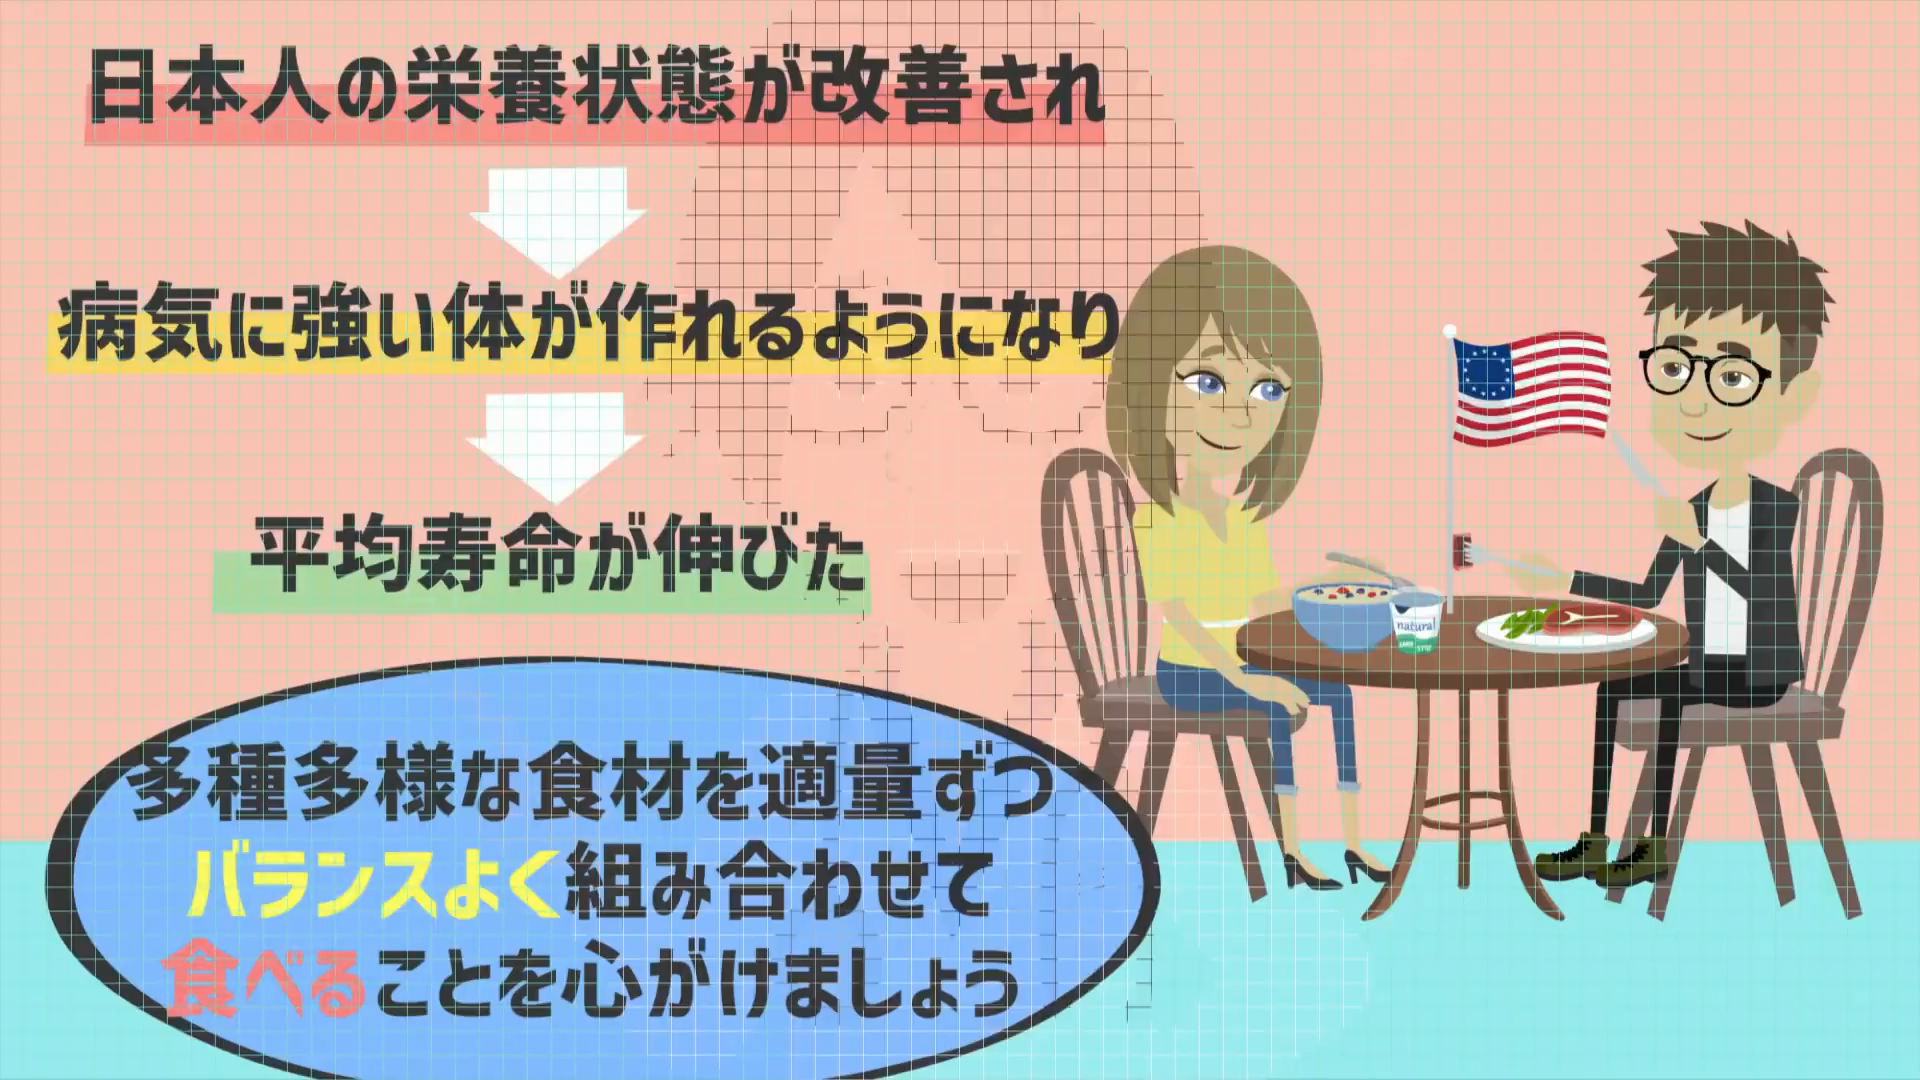 日本人の栄養状態が改善され
病気に強い体が作れるようになり
平均寿命が伸びた
多種多様な食材を適量ずつ
バランスよく組み合わせて
食べることを心がけましょう
natural